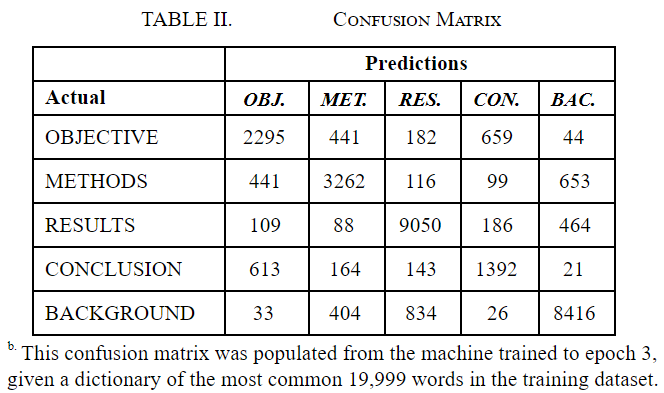 TABLE II. CONFUSION MATRIX
Predictions
Actual OBJ. MET. RES. CON. BAC.
OBJECTIVE 2295 441 182 659 44
METHODS 441 3262 116 99 653
RESULTS 109 88 9050 186 464
CONCLUSION 613 164 143 1392 21
BACKGROUND 33 404 834 26 8416
b. This confusion matrix was populated from the machine trained to epoch 3,
given a dictionary of the most common 19,999 words in the training dataset.